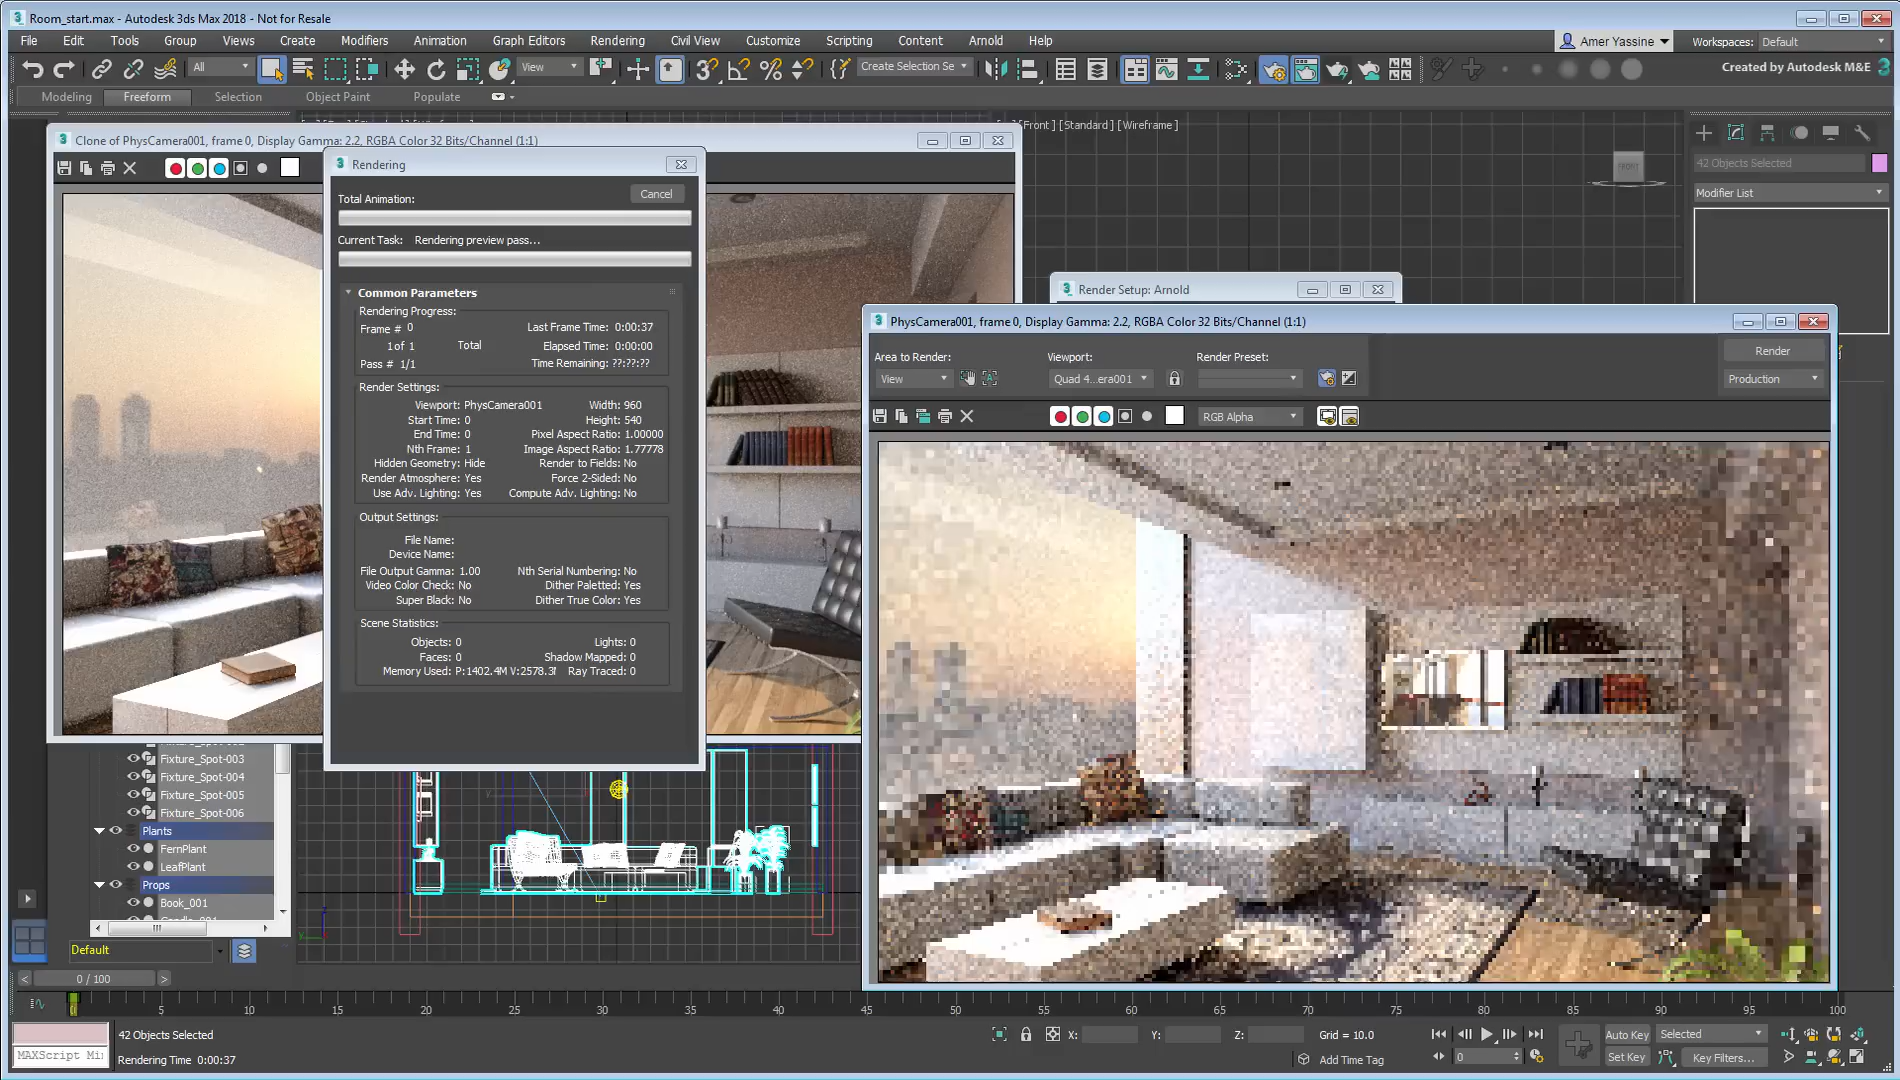 Room_start.max - Autodesk 3ds Max 2018 - Not for Resale
File Edit Tools Group Views Create Modifiers Animation Graph Editors Rendering Civil View Customize Scripting Content Arnold Help
Amer Yassine
Workspaces: Default
All
View
Create Selection Se
Created by Autodesk M&E
Modeling Freeform Selection Object Paint Populate
[Front] [Standard] [Wireframe]
Clone of PhysCamera001, frame 0, Display Gamma: 2.2, RGBA Color 32 Bits/Channel (1:1)
Rendering
Cancel
Total Animation:
Current Task: Rendering preview pass...
Common Parameters
Rendering Progress:
Frame # 0 Last Frame Time: 0:00:37
1 of 1 Total Elapsed Time: 0:00:00
Pass # 1/1 Time Remaining: ??:??:??
Render Settings:
Viewport: PhysCamera001 Width: 960
Start Time: 0 Height: 540
End Time: 0 Pixel Aspect Ratio: 1.00000
Nth Frame: 1 Image Aspect Ratio: 1.77778
Hidden Geometry: Hide Render to Fields: No
Render Atmosphere: Yes Force 2-Sided: No
Use Adv. Lighting: Yes Compute Adv. Lighting: No
Output Settings:
File Name:
Device Name:
File Output Gamma: 1.00 Nth Serial Numbering: No
Video Color Check: No Dither Paletted: Yes
Super Black: No Dither True Color: Yes
Scene Statistics:
Objects: 0 Lights: 0
Faces: 0 Shadow Mapped: 0
Memory Used: P:1402.4M V:2578.3 Ray Traced: 0
42 Objects Selected
Modifier List
FRONT
Render Setup: Arnold
PhysCamera001, frame 0, Display Gamma: 2.2, RGBA Color 32 Bits/Channel (1:1)
Area to Render: Viewport: Render Preset:
View Quad 4...era001
Render
Production
RGB Alpha
Fixture_Spot-003
Fixture_Spot-004
Fixture_Spot-005
Fixture_Spot-006
Plants
FernPlant
LeafPlant
Props
Book_001
Default
0 / 100
0 5 10 15 20 25 30 35 40 45 50 55 60 65 70 75 80 85 90 95 100
42 Objects Selected
X: Y: Z: Grid = 10.0
Auto Key Selected
MAXScript Mi
Rendering Time 0:00:37
Add Time Tag
0
Set Key Key Filters...